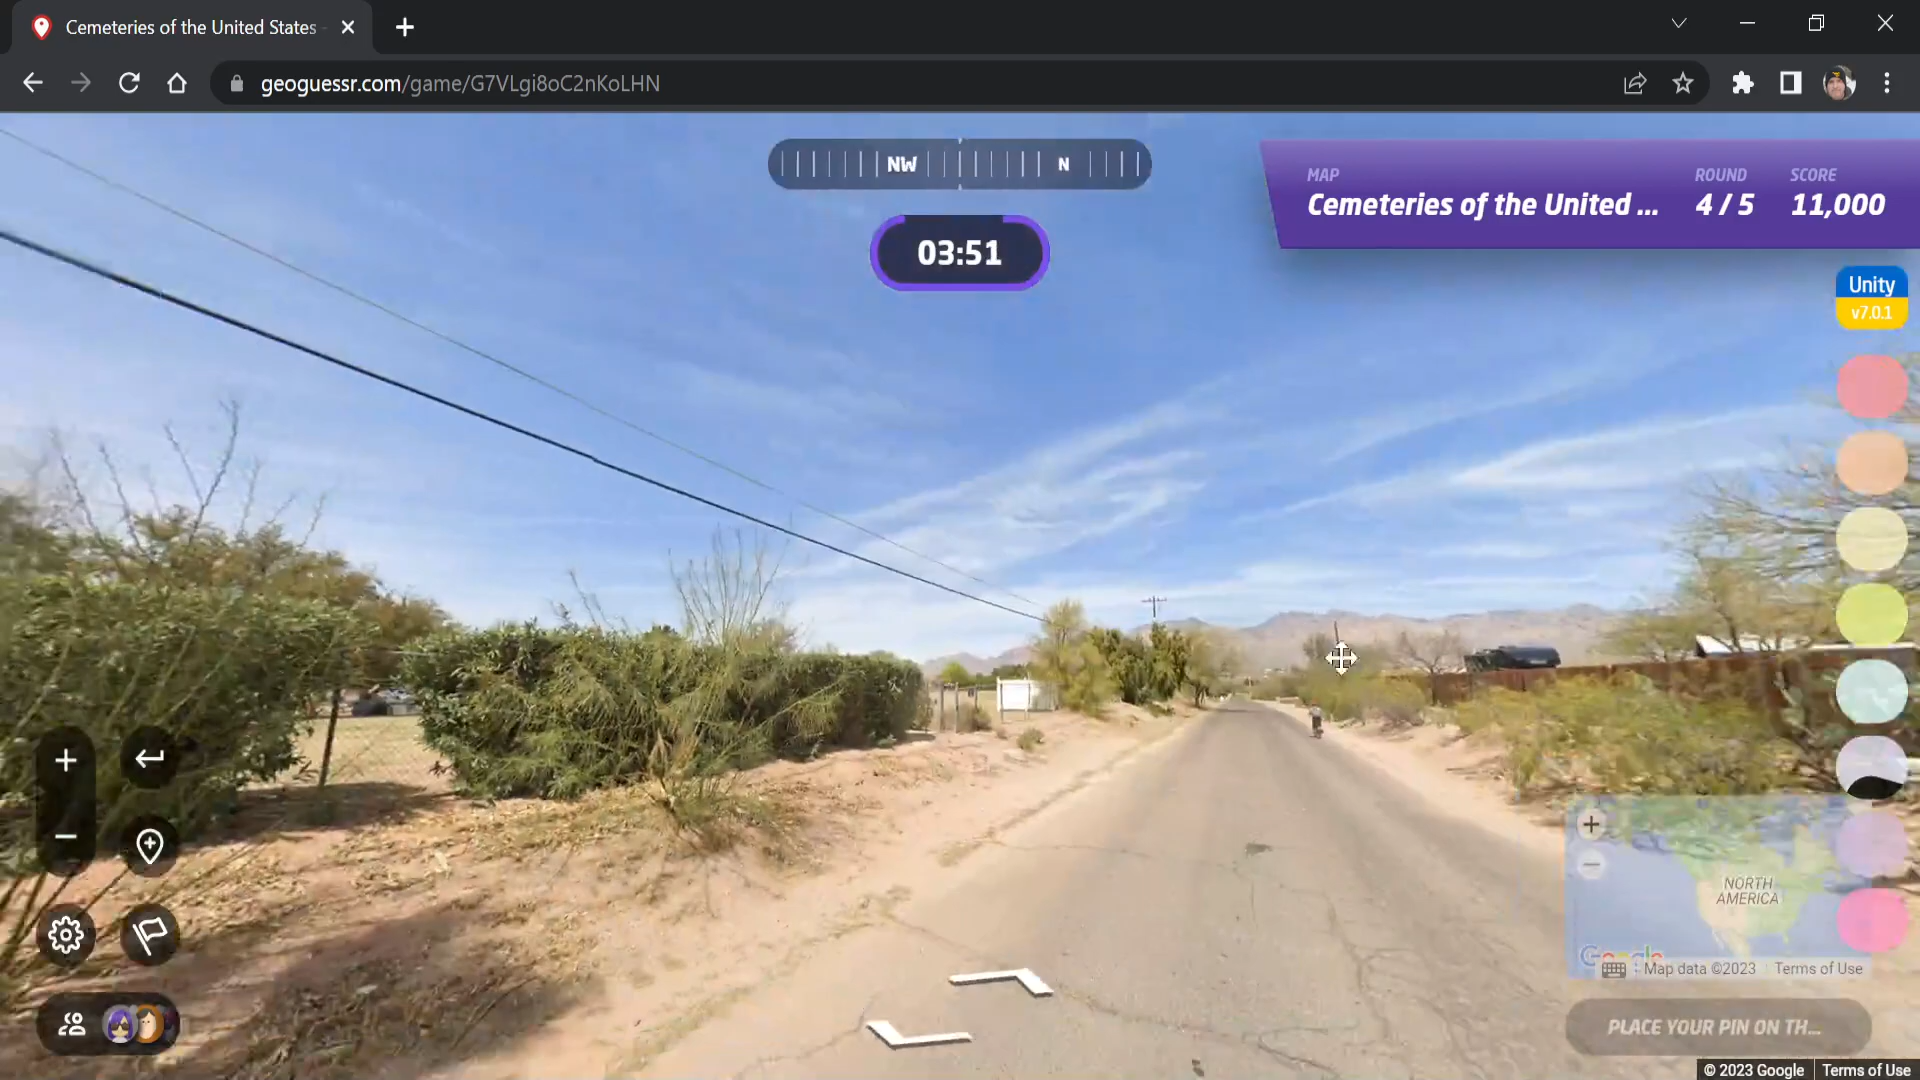 Cemeteries of the United States
geoguessr.com/game/G7VLgi8oC2nKoLHN
NW
N
03:51
MAP
Cemeteries of the United ...
ROUND
4 / 5
SCORE
11,000
Unity
v7.0.1
NORTH
AMERICA
Google
Map data ©2023
Terms of Use
PLACE YOUR PIN ON TH...
© 2023 Google
Terms of Use